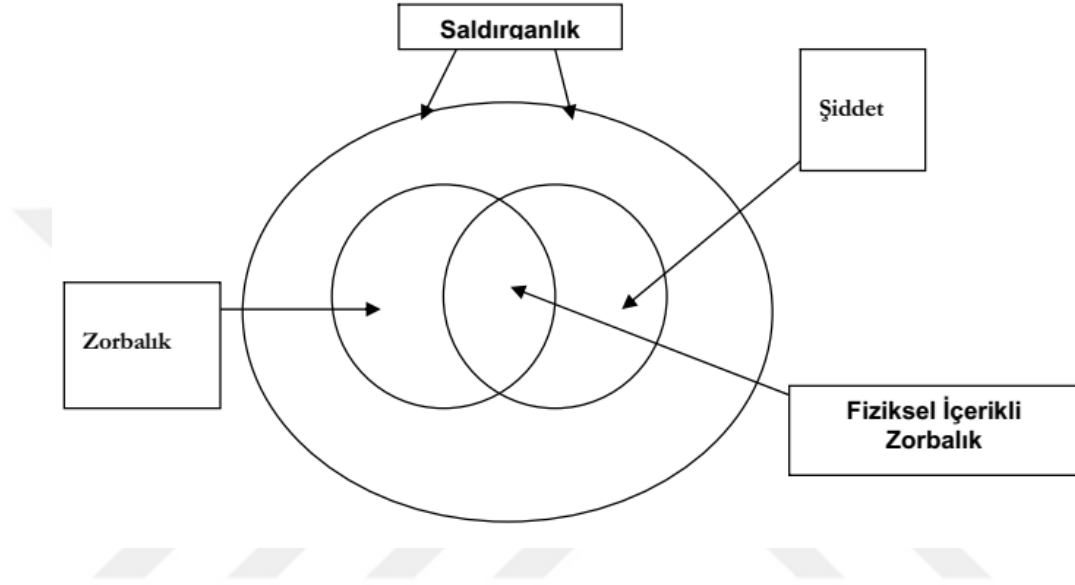 Saldırganlık
Şiddet
Zorbalık
Fiziksel İçerikli
Zorbalık